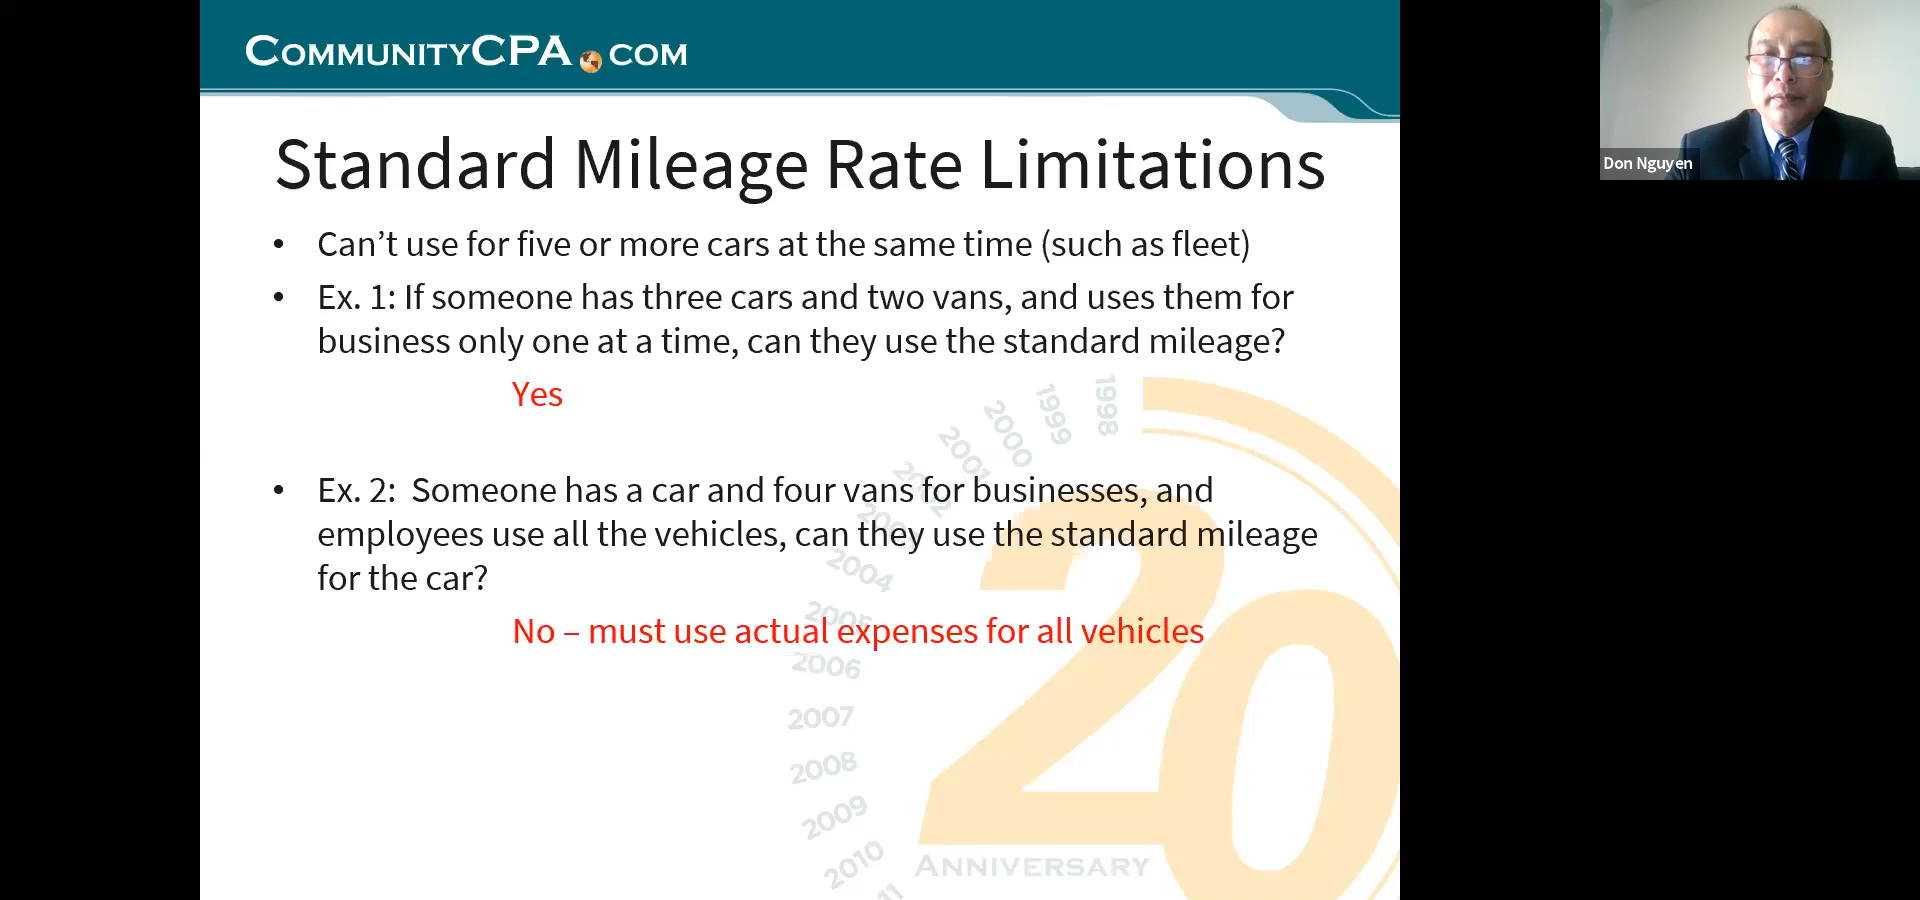 COMMUNITYCPA.COM
Don Nguyen
Standard Mileage Rate Limitations
• Can’t use for five or more cars at the same time (such as fleet)
• Ex. 1: If someone has three cars and two vans, and uses them for
business only one at a time, can they use the standard mileage?
Yes
• Ex. 2: Someone has a car and four vans for businesses, and
employees use all the vehicles, can they use the standard mileage
for the car?
No – must use actual expenses for all vehicles
1998
1999
2000
2001
2002
2004
2005
2006
2007
2008
2009
2010
11
20
ANNIVERSARY